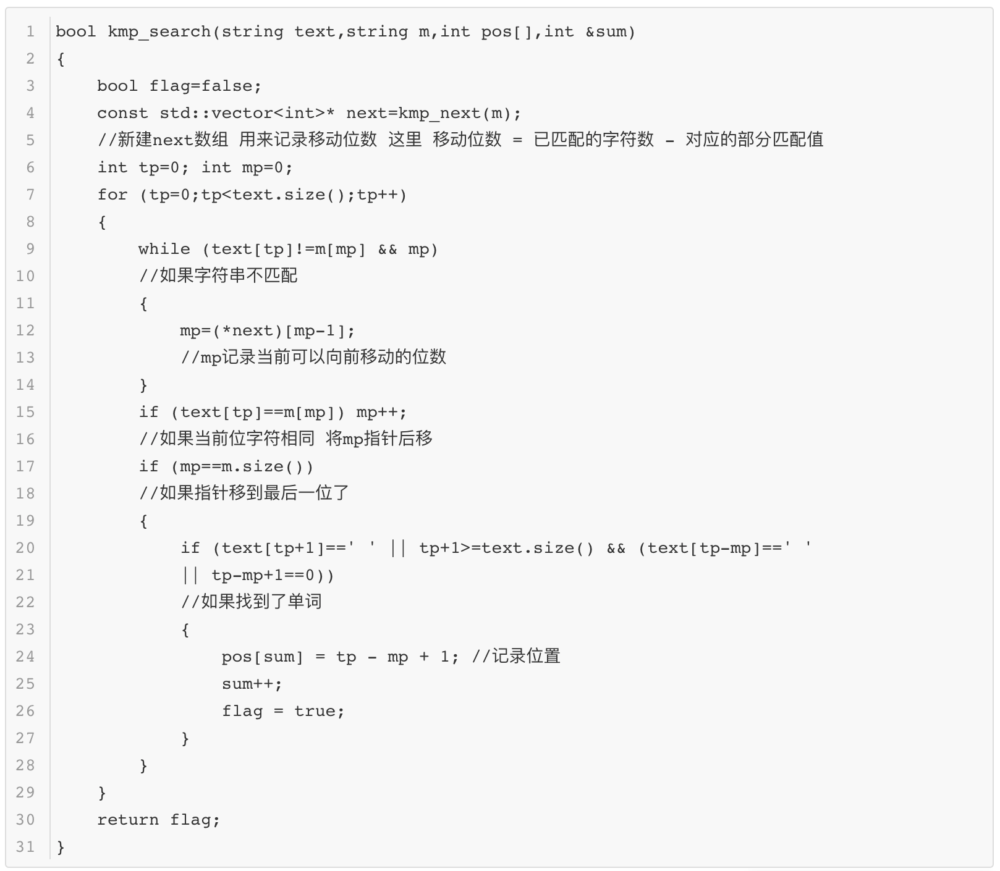 1 bool kmp_search(string text,string m,int pos[],int &sum)
2 {
3     bool flag=false;
4     const std::vector<int>* next=kmp_next(m);
5     //新建next数组 用来记录移动位数 这里 移动位数 = 已匹配的字符数 - 对应的部分匹配值
6     int tp=0; int mp=0;
7     for (tp=0;tp<text.size();tp++)
8     {
9         while (text[tp]!=m[mp] && mp)
10         //如果字符串不匹配
11         {
12             mp=(*next)[mp-1];
13             //mp记录当前可以向前移动的位数
14         }
15         if (text[tp]==m[mp]) mp++;
16         //如果当前位字符相同 将mp指针后移
17         if (mp==m.size())
18         //如果指针移到最后一位了
19         {
20             if (text[tp+1]==' ' || tp+1>=text.size() && (text[tp-mp]==' '
21             || tp-mp+1==0))
22             //如果找到了单词
23             {
24                 pos[sum] = tp - mp + 1; //记录位置
25                 sum++;
26                 flag = true;
27             }
28         }
29     }
30     return flag;
31 }